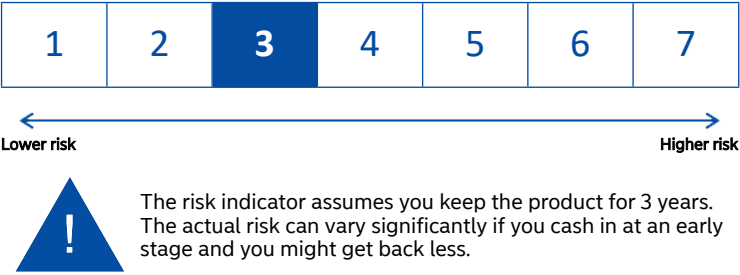 1 2 3 4 5 6 7
Lower risk Higher risk
!
The risk indicator assumes you keep the product for 3 years.
The actual risk can vary significantly if you cash in at an early
stage and you might get back less.